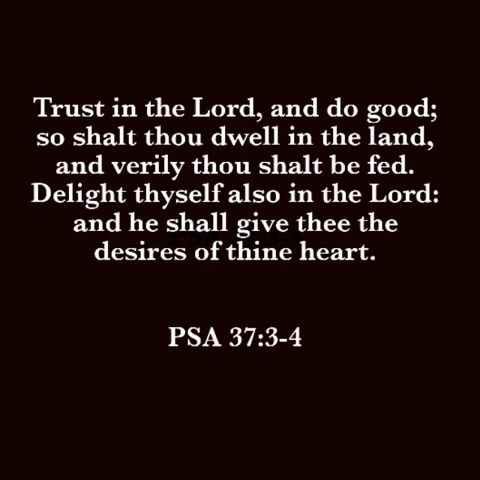 Trust in the Lord, and do good;
so shalt thou dwell in the land,
and verily thou shalt be fed.
Delight thyself also in the Lord:
and he shall give thee the
desires of thine heart.
PSA 37:3-4